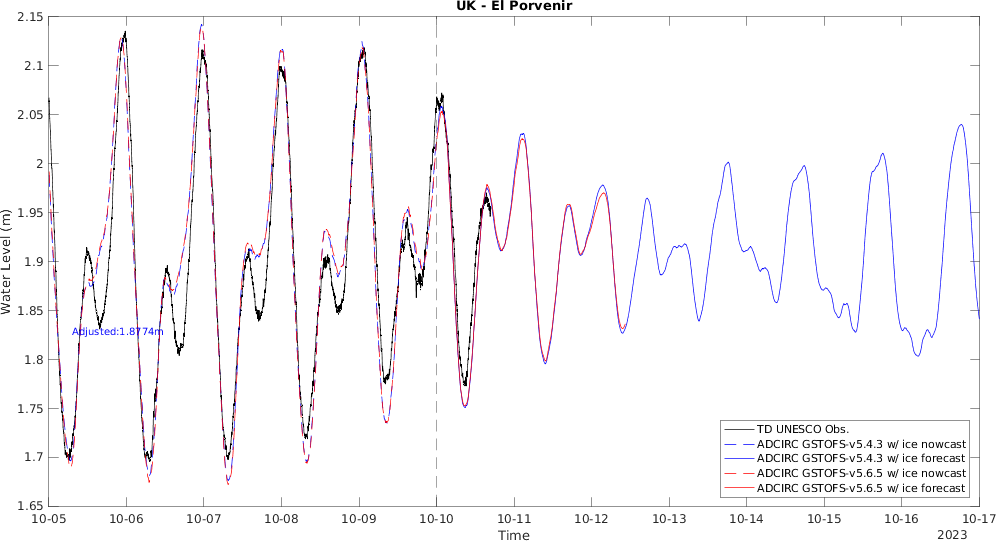 UK - El Porvenir
2.15
2.1
2.05
2
1.95
1.9
1.85
1.8
1.75
1.7
1.65
Water Level (m)
Adjusted:1.8774m
TD UNESCO Obs.
ADCIRC GSTOFS-v5.4.3 w/ ice nowcast
ADCIRC GSTOFS-v5.4.3 w/ ice forecast
ADCIRC GSTOFS-v5.6.5 w/ ice nowcast
ADCIRC GSTOFS-v5.6.5 w/ ice forecast
10-05 10-06 10-07 10-08 10-09 10-10 10-11 10-12 10-13 10-14 10-15 10-16 10-17
Time
2023